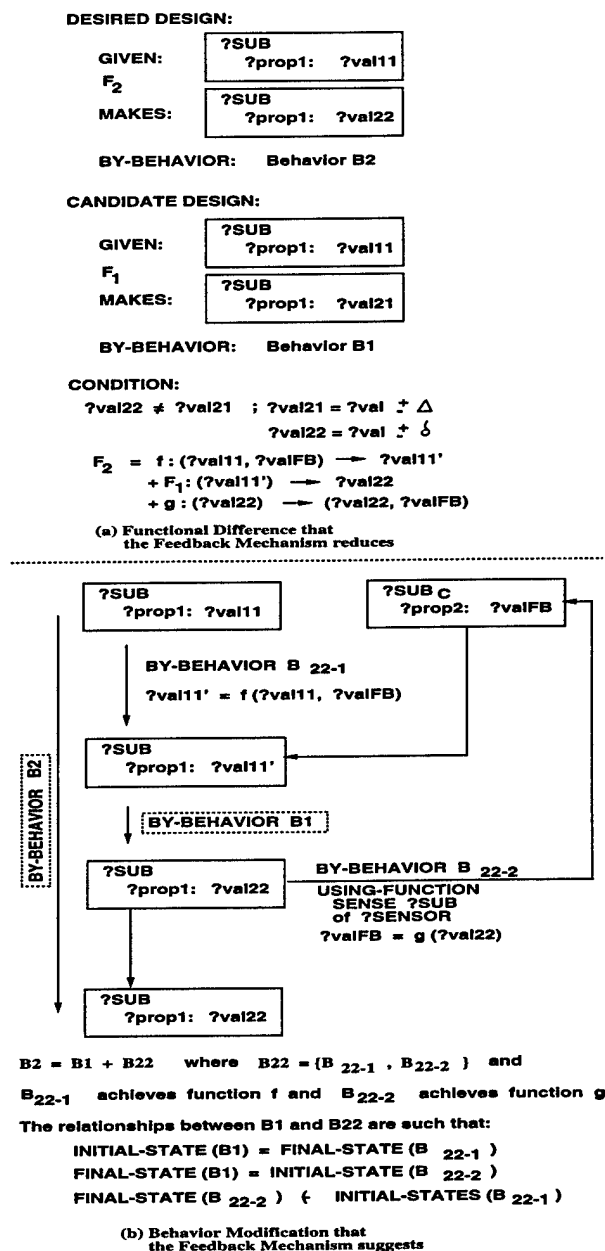 DESIRED DESIGN:
GIVEN:
?SUB
?prop1: ?val11
F2
MAKES:
?SUB
?prop1: ?val22
BY-BEHAVIOR: Behavior B2
CANDIDATE DESIGN:
GIVEN:
?SUB
?prop1: ?val11
F1
MAKES:
?SUB
?prop1: ?val21
BY-BEHAVIOR: Behavior B1
CONDITION:
?val22 ≠ ?val21 ; ?val21 = ?val ± Δ
?val22 = ?val ± δ
F2 = f : (?val11, ?valFB) → ?val11'
+ F1: (?val11') → ?val22
+ g : (?val22) → (?val22, ?valFB)
(a) Functional Difference that
the Feedback Mechanism reduces
?SUB
?prop1: ?val11
?SUB C
?prop2: ?valFB
BY-BEHAVIOR B 22-1
?val11' = f (?val11, ?valFB)
?SUB
?prop1: ?val11'
BY-BEHAVIOR B2
BY-BEHAVIOR B1
?SUB
?prop1: ?val22
BY-BEHAVIOR B 22-2
USING-FUNCTION
SENSE ?SUB
of ?SENSOR
?valFB = g (?val22)
?SUB
?prop1: ?val22
B2 = B1 + B22 where B22 = {B 22-1 , B22-2 } and
B22-1 achieves function f and B22-2 achieves function g
The relationships between B1 and B22 are such that:
INITIAL-STATE (B1) = FINAL-STATE (B 22-1 )
FINAL-STATE (B1) = INITIAL-STATE (B 22-2 )
FINAL-STATE (B 22-2 ) ∈ INITIAL-STATES (B 22-1 )
(b) Behavior Modification that
the Feedback Mechanism suggests